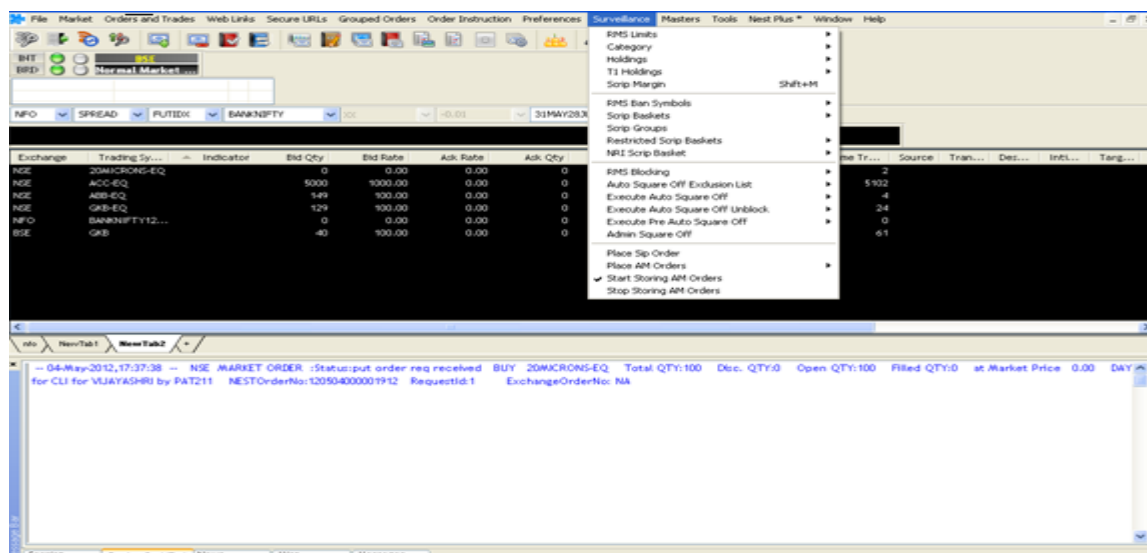 File Market Orders and Trades Web Links Secure URLs Grouped Orders Order Instruction Preferences Surveillance Masters Tools Nest Plus * Window Help
INT BSE
BRD Normal Market ...
NFO SPREAD FUTIDX BANKNIFTY XX -0.01
RMS Limits
Category
Holdings
T1 Holdings
Scrip Margin Shift+M
RMS Ban Symbols
Scrip Baskets
Scrip Groups
Restricted Scrip Baskets
NRI Scrip Basket
RMS Blocking
Auto Square Off Exclusion List
Execute Auto Square Off
Execute Auto Square Off Unblock
Execute Pre Auto Square Off
Admin Square Off
Place Sip Order
Place AM Orders
Start Storing AM Orders
Stop Storing AM Orders
Exchange Trading Sy... Indicator Bid Qty Bid Rate Ask Rate Ask Qty me Tr... Source Tran... Des... Inti... Targ...
NSE 20MICRONS-EQ 0 0.00 0.00 0 2
NSE ACC-EQ 5000 1000.00 0.00 0 5102
NSE ABB-EQ 149 100.00 0.00 0 4
NSE GKB-EQ 129 100.00 0.00 0 24
NFO BANKNIFTY12... 0 0.00 0.00 0 0
BSE GKB 40 100.00 0.00 0 61
nfo NewTab1 NewTab2 +
-- 04-May-2012,17:37:38 -- NSE MARKET ORDER :Status:put order req received BUY 20MICRONS-EQ Total QTY:100 Disc. QTY:0 Open QTY:100 Filled QTY:0 at Market Price 0.00 DAY
for CLI for VIJAYASHRI by PAT211 NESTOrderNo:120504000001912 RequestId:1 ExchangeOrderNo: NA